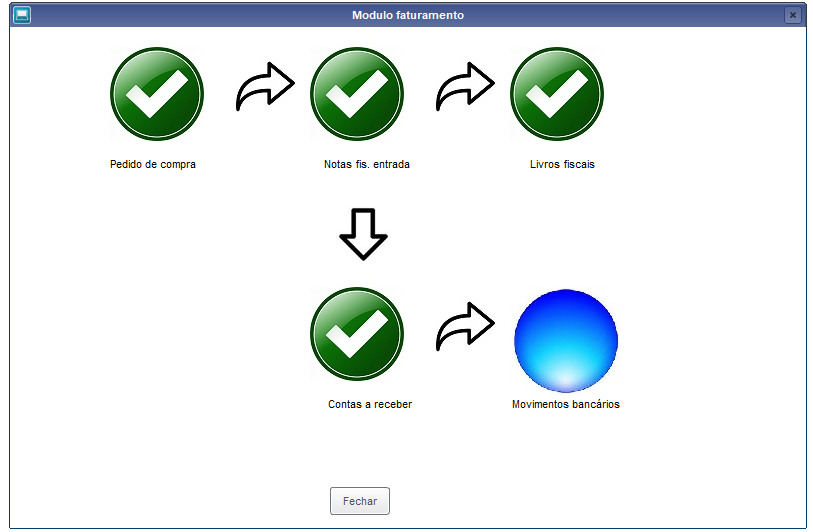 Modulo faturamento
Pedido de compra
Notas fis. entrada
Livros fiscais
Contas a receber
Movimentos bancários
Fechar